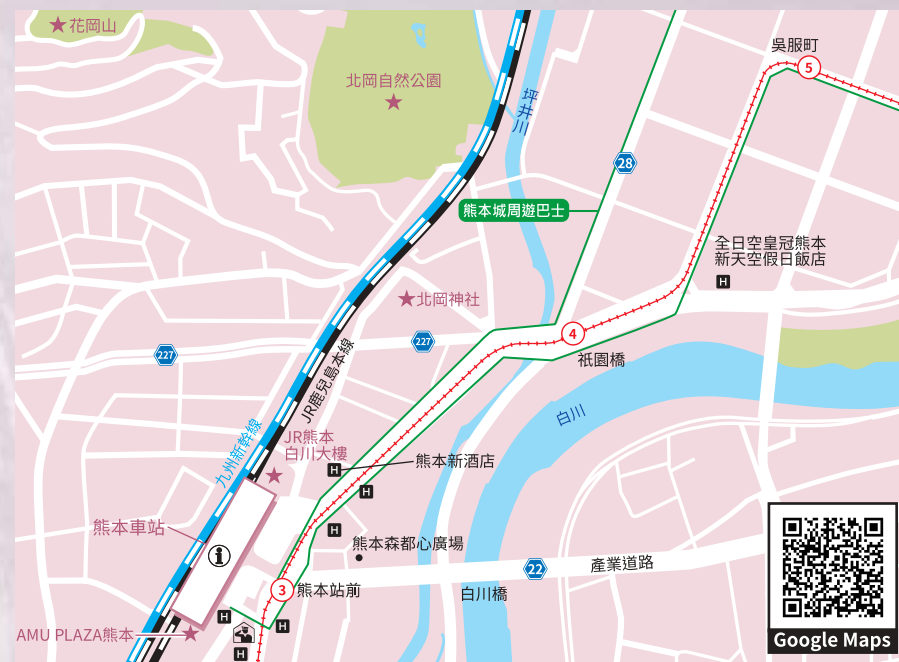 花岡山
北岡自然公園
坪井川
吳服町
5
28
熊本城周遊巴士
全日空皇冠熊本
新天空假日飯店
北岡神社
227
227
4
祇園橋
JR鹿兒島本線
九州新幹線
白川
JR熊本
白川大樓
熊本新酒店
熊本車站
熊本森都心廣場
22
產業道路
3
熊本站前
白川橋
AMU PLAZA熊本
H
H
H
H
H
H
H
Google Maps